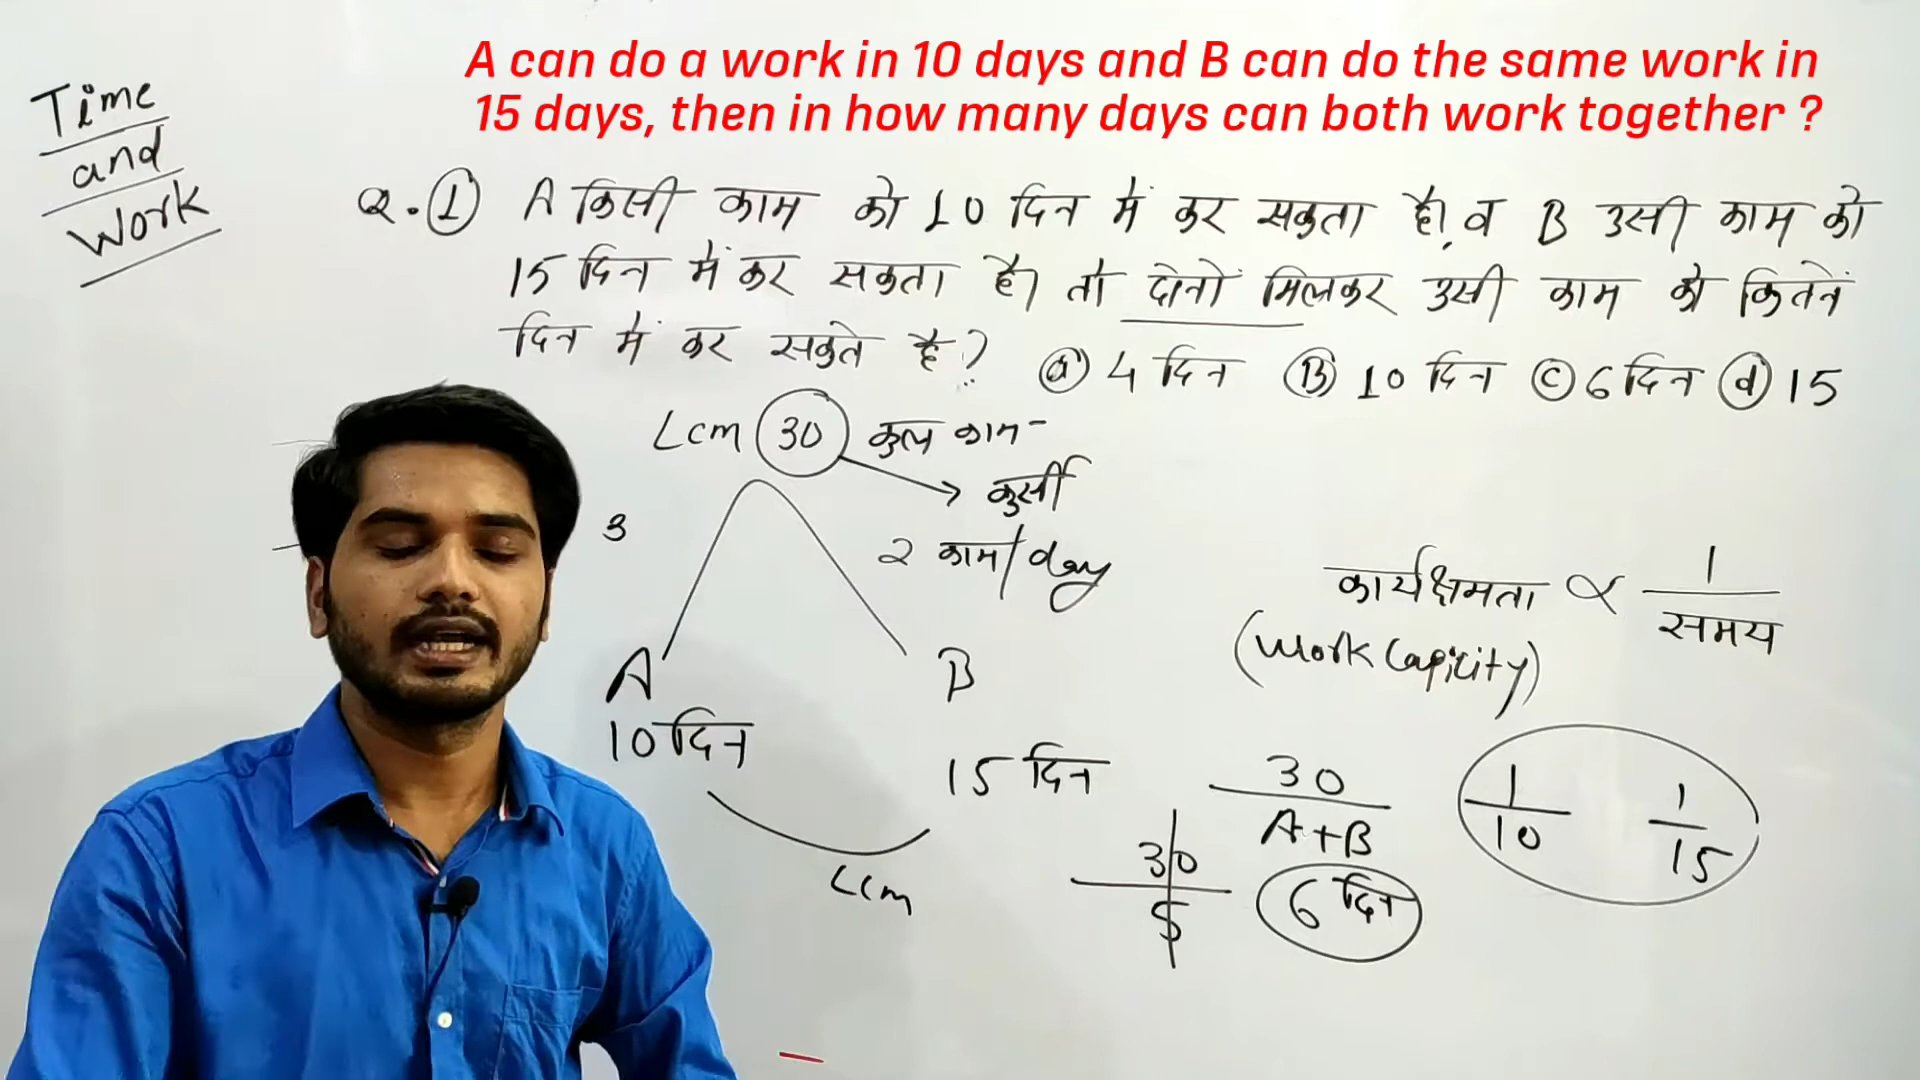 A can do a work in 10 days and B can do the same work in
15 days, then in how many days can both work together ?
Time
and
Work
Q.① A किसी काम को 10 दिन में कर सकता है, व B उसी काम को
15 दिन में कर सकता है। तो दोनों मिलकर उसी काम को कितने
दिन में कर सकते है?
ⓐ 4 दिन Ⓑ 10 दिन ⓒ 6 दिन ⓓ 15
Lcm 30 कुल काम
कुर्सी
3
2 काम/day
A
B
10 दिन
15 दिन
Lcm
कार्यक्षमता ∝ 1/समय
(Work Capicity)
30/A+B
30/5
6 दिन
1/10 1/15